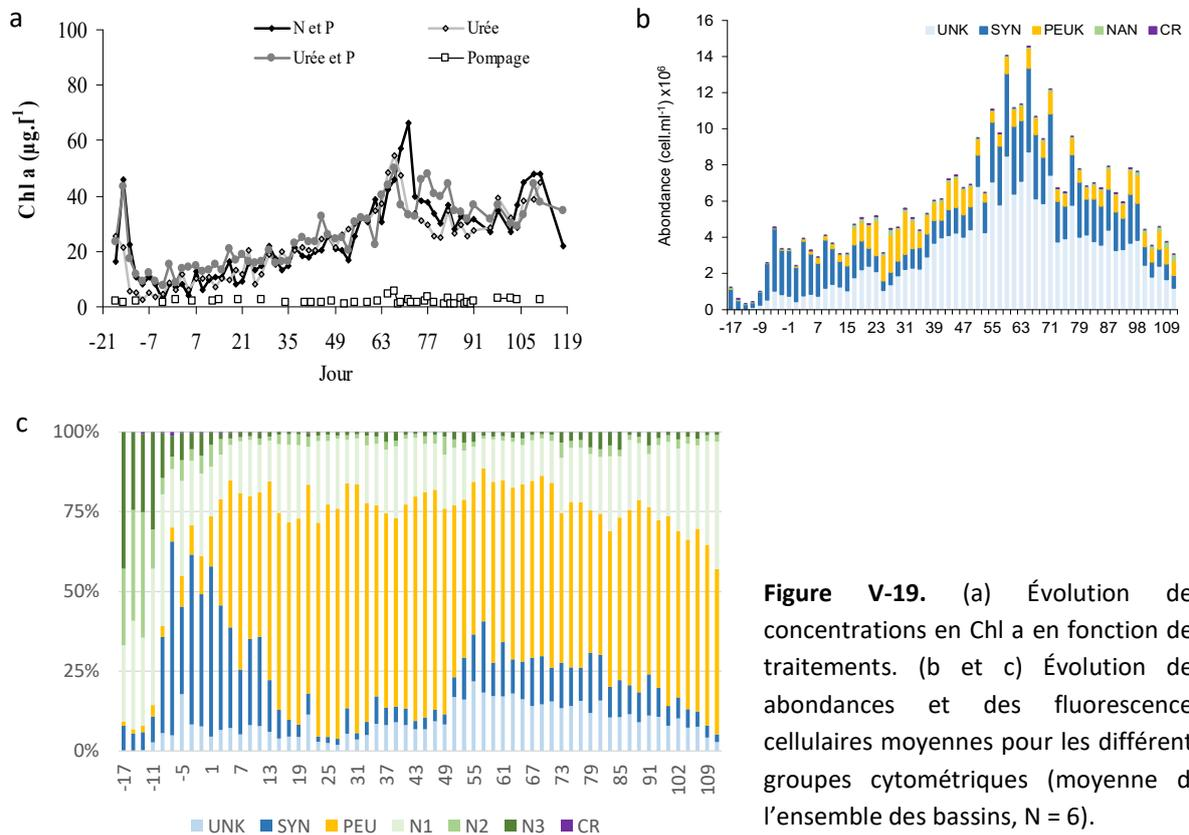 a
100
80
60
40
20
0
Chl a (µg.l¹)
N et P
Urée
Urée et P
Pompage
-21 -7 7 21 35 49 63 77 91 105 119
Jour
b
16
14
12
10
8
6
4
2
0
Abondance (cell.ml⁻¹) x10⁶
UNK SYN PEUK NAN CR
-17 -9 -1 7 15 23 31 39 47 55 63 71 79 87 98 109
c
100%
75%
50%
25%
0%
-17 -11 -5 1 7 13 19 25 31 37 43 49 55 61 67 73 79 85 91 102 109
UNK SYN PEU N1 N2 N3 CR
Figure V-19. (a) Évolution de
concentrations en Chl a en fonction de
traitements. (b et c) Évolution de
abondances et des fluorescence
cellulaires moyennes pour les différent
groupes cytométriques (moyenne d
l'ensemble des bassins, N = 6).